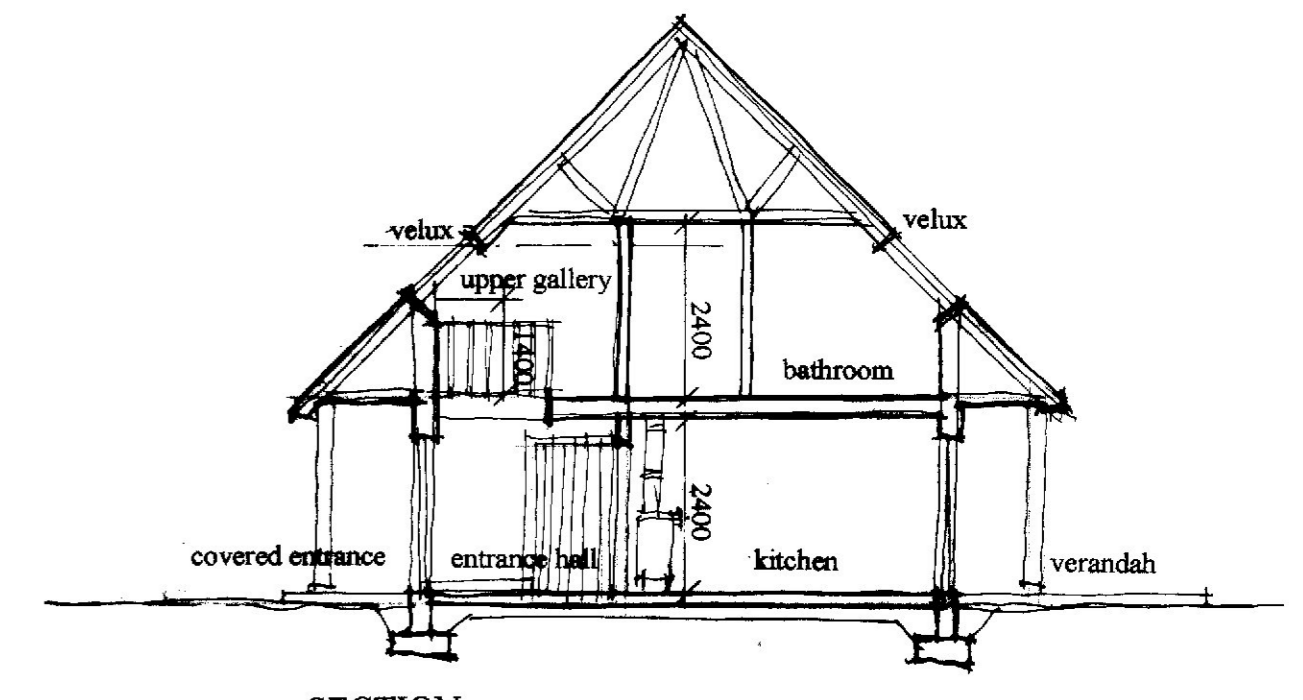 velux
velux
upper gallery
2400
1400
bathroom
2400
covered entrance
entrance hall
kitchen
verandah
SECTION